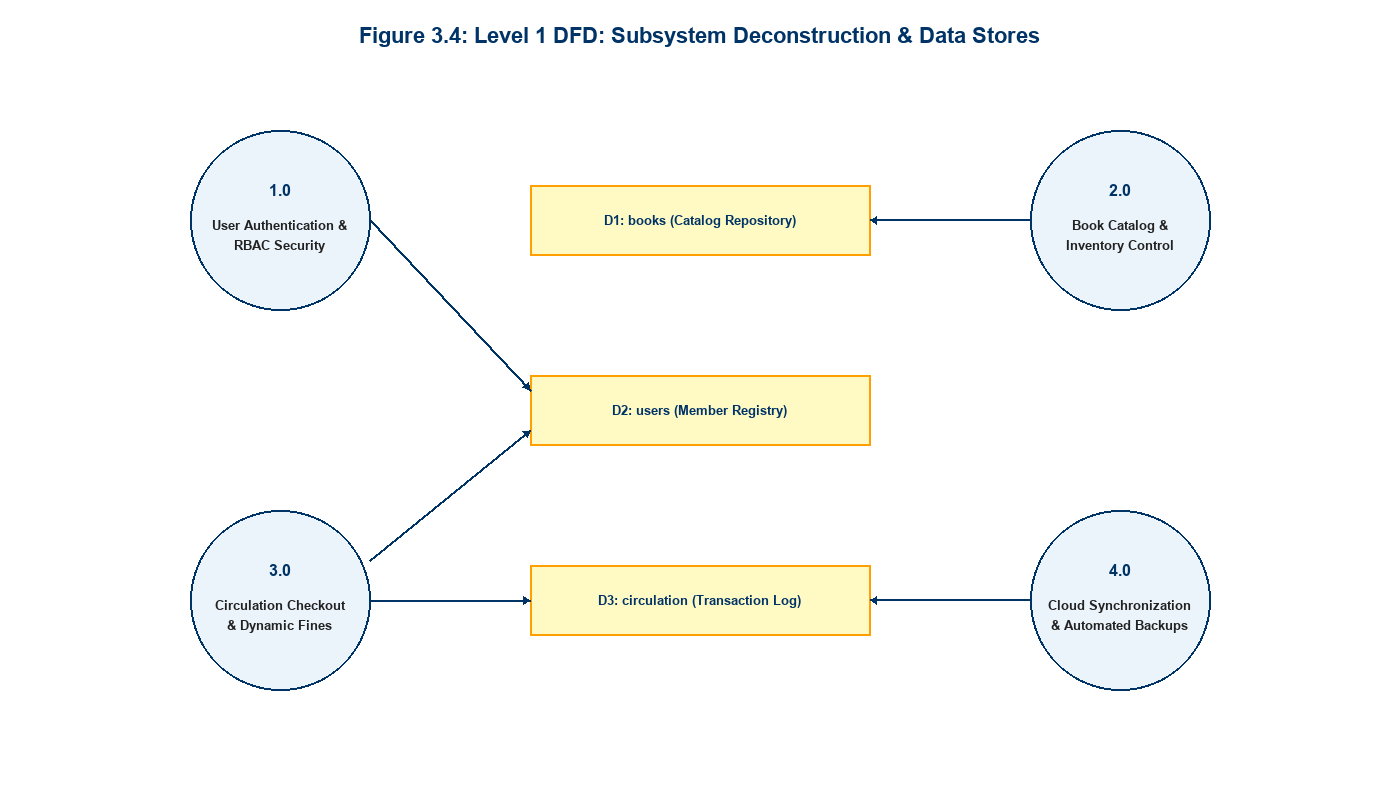 Figure 3.4: Level 1 DFD: Subsystem Deconstruction & Data Stores
1.0
User Authentication &
RBAC Security
D1: books (Catalog Repository)
2.0
Book Catalog &
Inventory Control
D2: users (Member Registry)
3.0
Circulation Checkout
& Dynamic Fines
D3: circulation (Transaction Log)
4.0
Cloud Synchronization
& Automated Backups